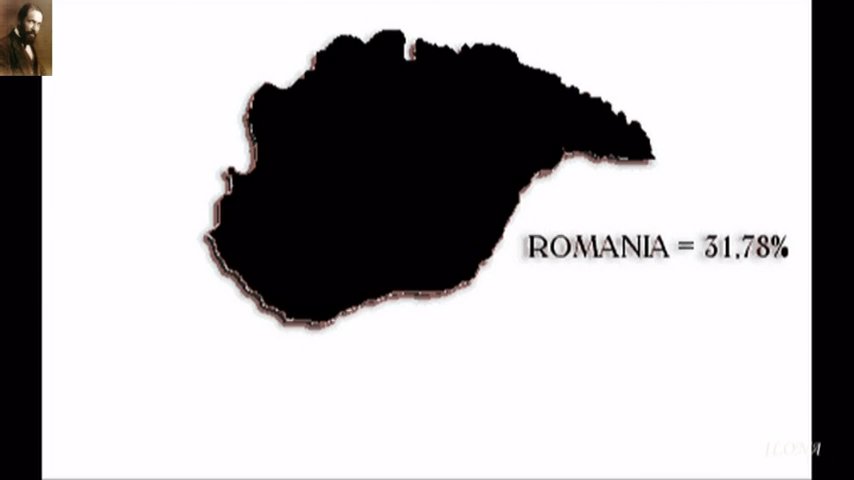 ROMANIA = 31,78%